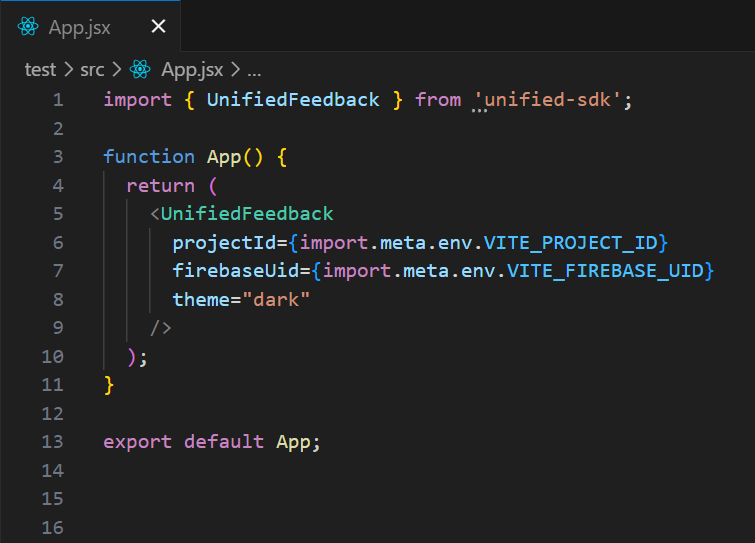 App.jsx
test > src > App.jsx > ...
1 import { UnifiedFeedback } from 'unified-sdk';
2
3 function App() {
4   return (
5     <UnifiedFeedback
6       projectId={import.meta.env.VITE_PROJECT_ID}
7       firebaseUid={import.meta.env.VITE_FIREBASE_UID}
8       theme="dark"
9     />
10   );
11 }
12
13 export default App;
14
15
16